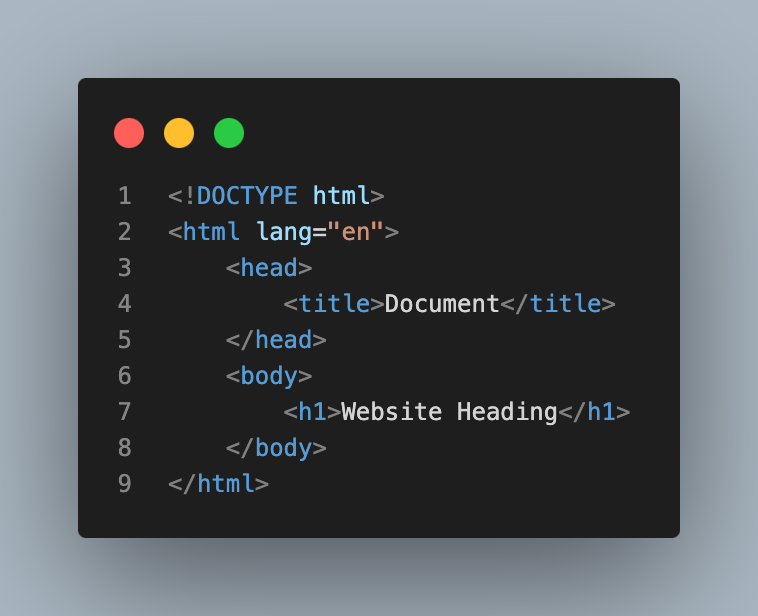 1 <!DOCTYPE html>
2 <html lang="en">
3     <head>
4         <title>Document</title>
5     </head>
6     <body>
7         <h1>Website Heading</h1>
8     </body>
9 </html>